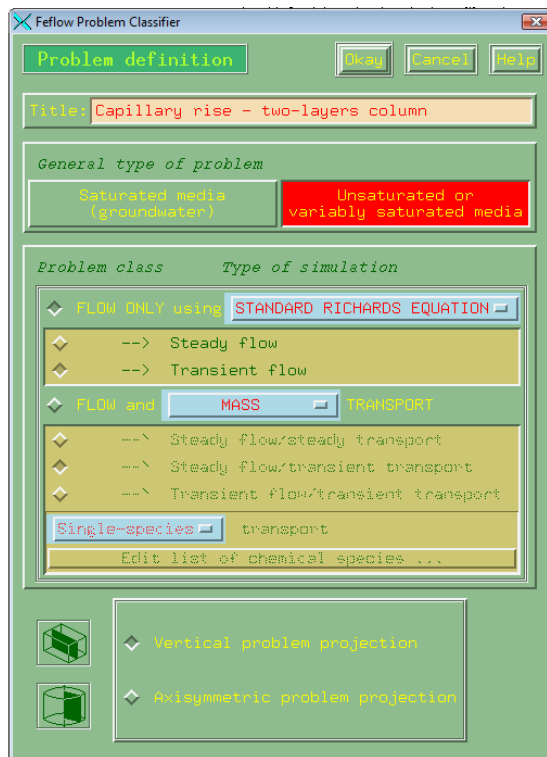 Feflow Problem Classifier
Problem definition
Okay
Cancel
Help
Title: Capillary rise - two-layers column
General type of problem
Saturated media
(groundwater)
Unsaturated or
variably saturated media
Problem class Type of simulation
FLOW ONLY using STANDARD RICHARDS EQUATION
--> Steady flow
--> Transient flow
FLOW and MASS TRANSPORT
--> Steady flow/steady transport
--> Steady flow/transient transport
--> Transient flow/transient transport
Single-species transport
Edit list of chemical species ...
Vertical problem projection
Axisymmetric problem projection